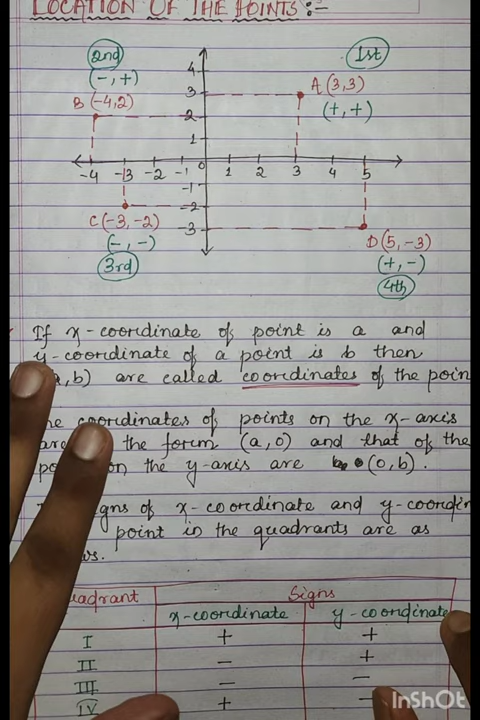 LOCATION OF THE POINTS :-
2nd
1st
(-, +)
A (3,3)
B (-4,2)
(+, +)
4
3
2
1
-4 -3 -2 -1 0 1 2 3 4 5
-1
-2
-3
C (-3, -2)
(-, -)
3rd
D (5, -3)
(+, -)
4th
If x-coordinate of point is a and
y-coordinate of a point is b then
,b) are called coordinates of the poin
coordinates of points on the x-axis
are the form (a,0) and that of the
on the y-axis are (0,b).
signs of x-coordinate and y-coordin
point in the quadrants are as
Signs
x-coordinate y-coordinate
I + +
II - +
III - -
IV + -
InShOt